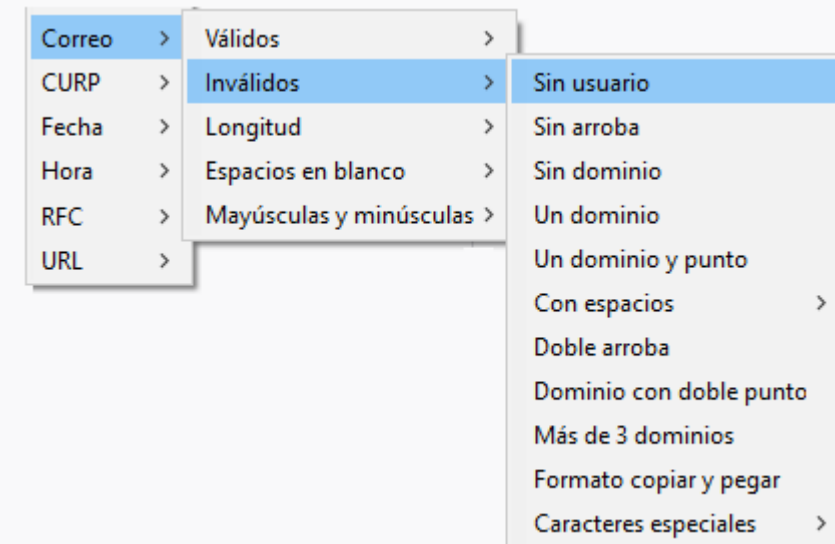 Correo
CURP
Fecha
Hora
RFC
URL
Válidos
Inválidos
Longitud
Espacios en blanco
Mayúsculas y minúsculas
Sin usuario
Sin arroba
Sin dominio
Un dominio
Un dominio y punto
Con espacios
Doble arroba
Dominio con doble punto
Más de 3 dominios
Formato copiar y pegar
Caracteres especiales